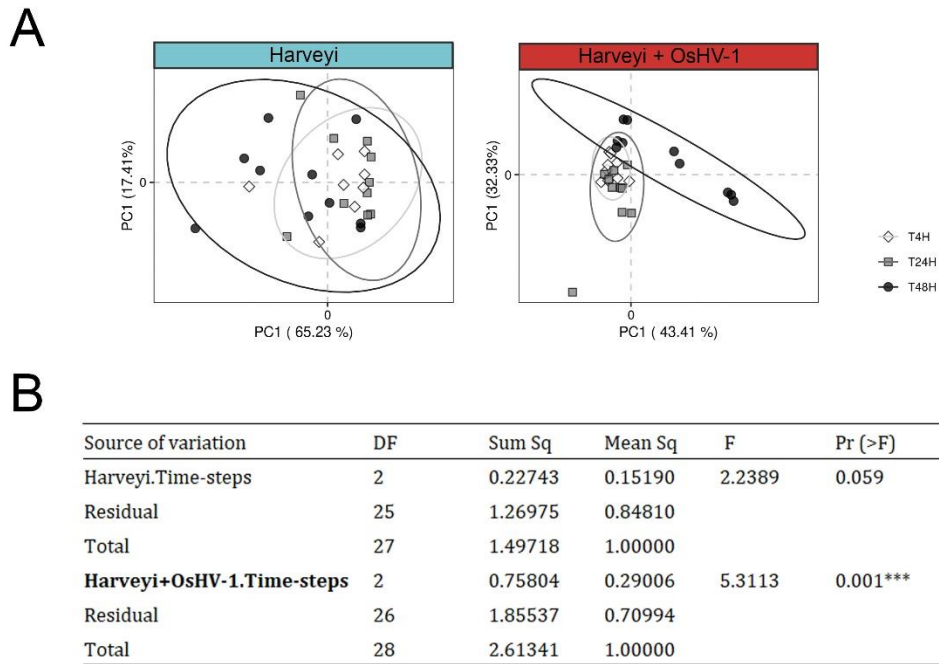 A
Harveyi
Harveyi + OsHV-1
PC1 (17.41%)
0
0
PC1 ( 65.23 %)
PC1 (32.33%)
0
0
PC1 ( 43.41 %)
T4H
T24H
T48H
B
Source of variation DF Sum Sq Mean Sq F Pr (>F)
Harveyi.Time-steps 2 0.22743 0.15190 2.2389 0.059
Residual 25 1.26975 0.84810
Total 27 1.49718 1.00000
Harveyi+OsHV-1.Time-steps 2 0.75804 0.29006 5.3113 0.001***
Residual 26 1.85537 0.70994
Total 28 2.61341 1.00000